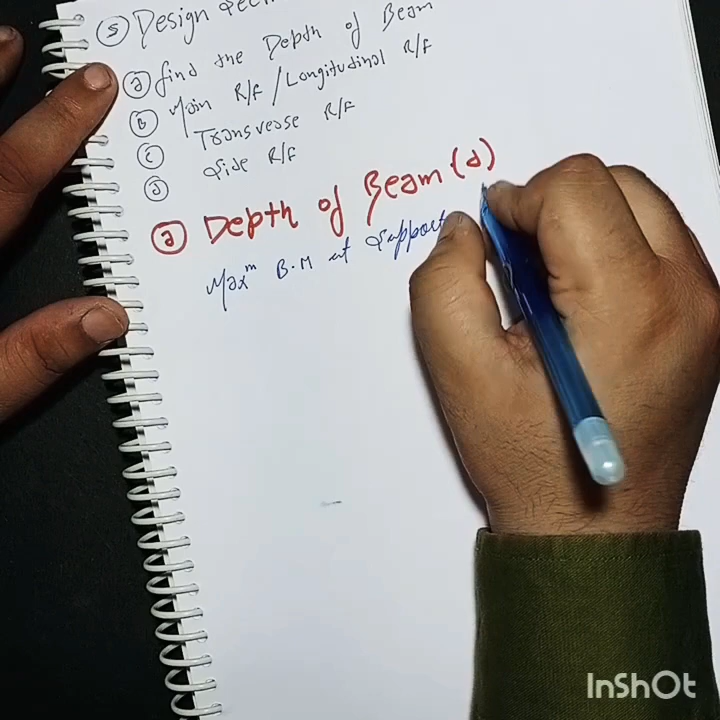 ⑤ Design
ⓐ find the Depth of Beam
ⓑ Main R/F / Longitudinal R/F
ⓒ Transverse R/F
ⓓ Side R/F
ⓐ Depth of Beam (d)
Maxᵐ B.M at Support
InShOt